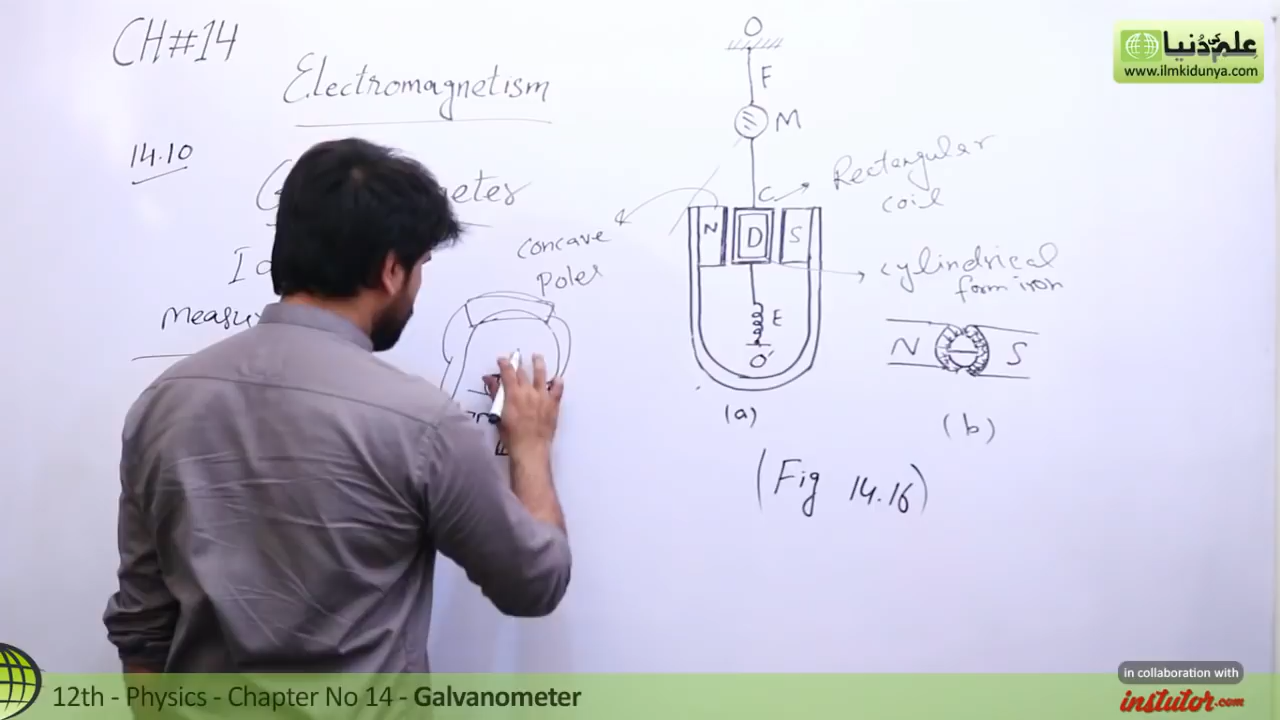 CH#14
Electromagnetism
14.10
concave
poles
O
F
M
C
Rectangular
coil
N
D
S
cylindrical
form iron
E
O'
(a)
N
S
(b)
(Fig 14.16)
علم کی دنیا
www.ilmkidunya.com
12th - Physics - Chapter No 14 - Galvanometer
in collaboration with
instutor.com